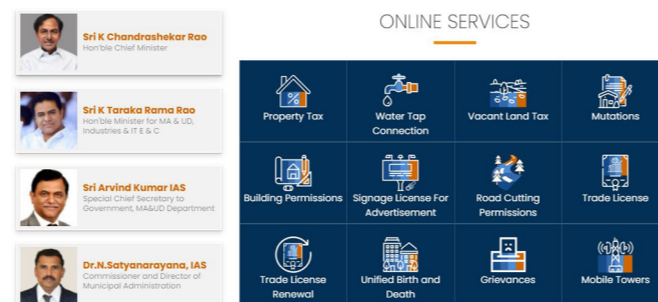 Sri K Chandrashekar Rao
Hon'ble Chief Minister
Sri K Taraka Rama Rao
Hon'ble Minister for MA & UD,
Industries & IT E & C
Sri Arvind Kumar IAS
Special Chief Secretary to
Government, MA&UD Department
Dr.N.Satyanarayana, IAS
Commissioner and Director of
Municipal Administration
ONLINE SERVICES
Property Tax
Water Tap
Connection
Vacant Land Tax
Mutations
Building Permissions
Signage License For
Advertisement
Road Cutting
Permissions
Trade License
Trade License
Renewal
Unified Birth and
Death
Grievances
Mobile Towers